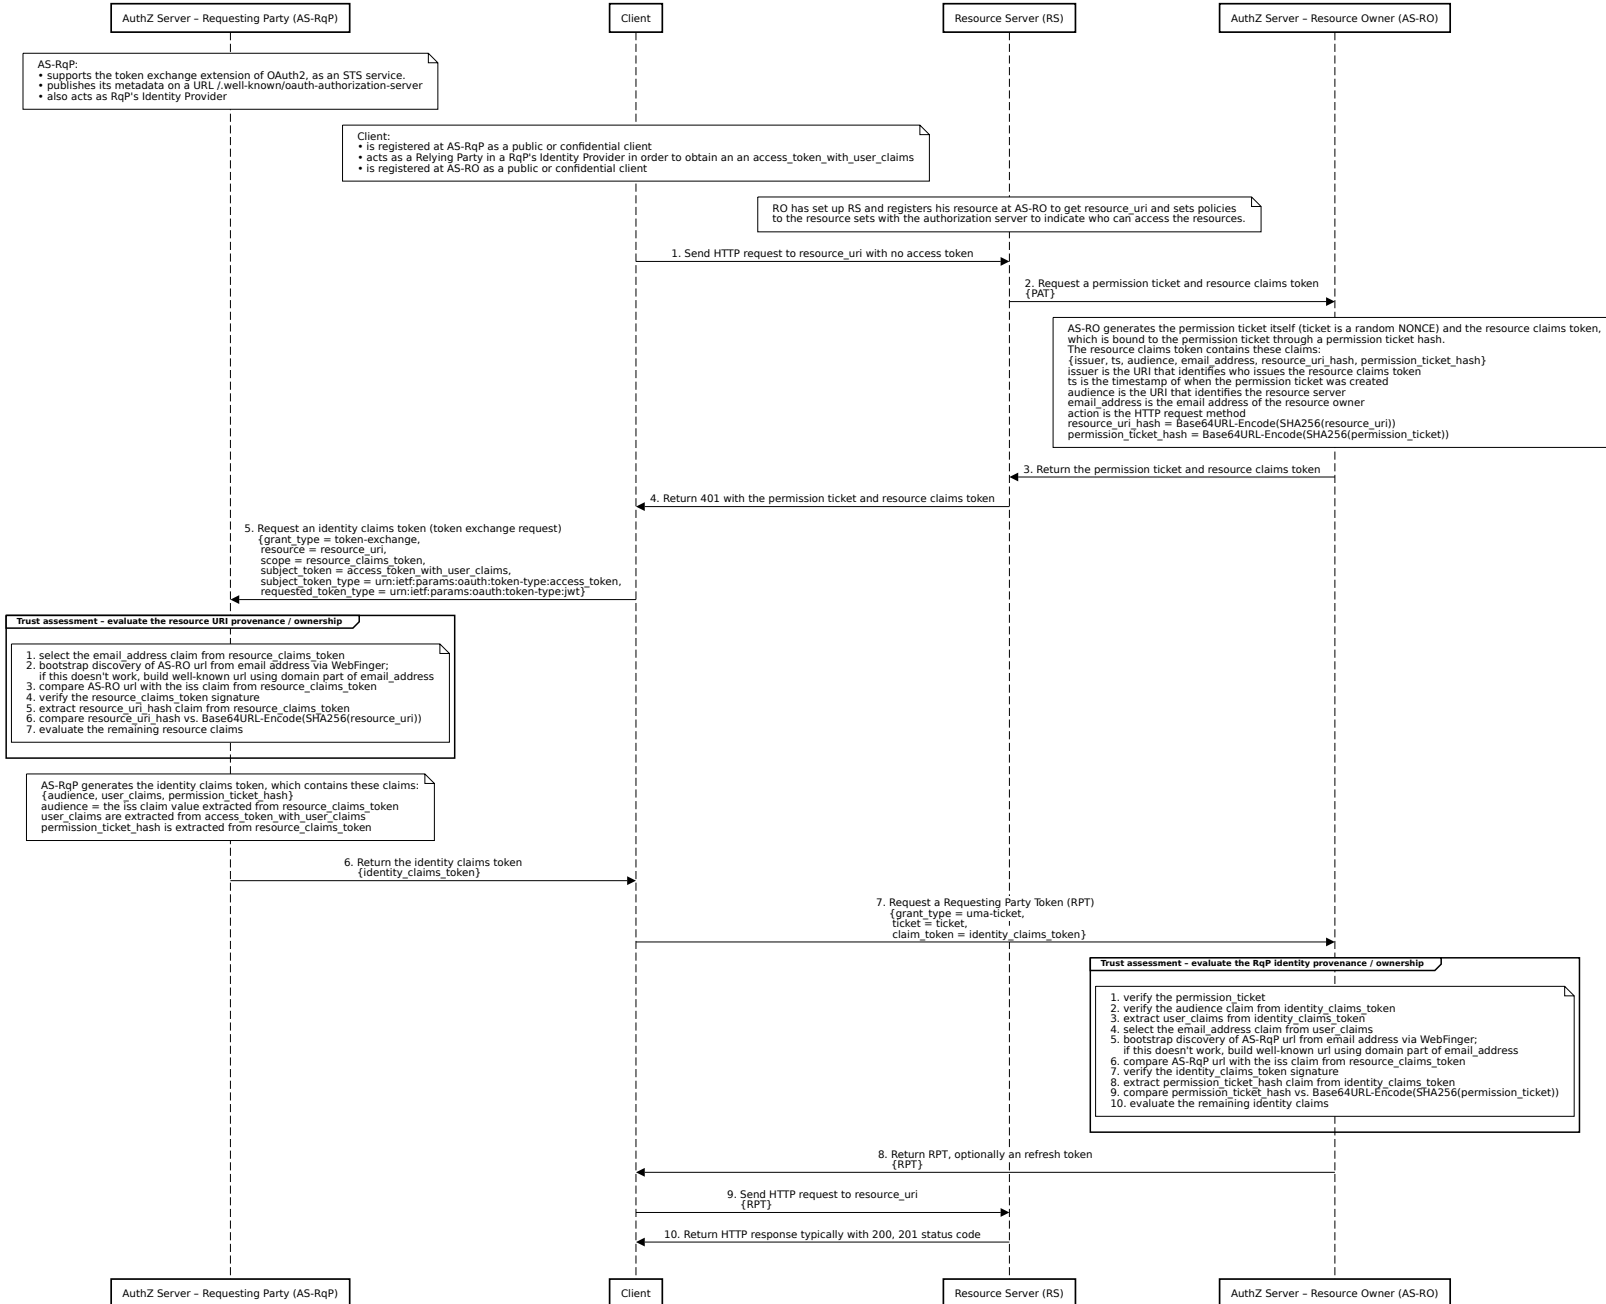 AuthZ Server – Requesting Party (AS-RqP)
Client
Resource Server (RS)
AuthZ Server – Resource Owner (AS-RO)
AS-RqP:
• supports the token exchange extension of OAuth2, as an STS service.
• publishes its metadata on a URL /.well-known/oauth-authorization-server
• also acts as RqP's Identity Provider
Client:
• is registered at AS-RqP as a public or confidential client
• acts as a Relying Party in a RqP's Identity Provider in order to obtain an an access_token_with_user_claims
• is registered at AS-RO as a public or confidential client
RO has set up RS and registers his resource at AS-RO to get resource_uri and sets policies
to the resource sets with the authorization server to indicate who can access the resources.
1. Send HTTP request to resource_uri with no access token
2. Request a permission ticket and resource claims token
{PAT}
AS-RO generates the permission ticket itself (ticket is a random NONCE) and the resource claims token,
which is bound to the permission ticket through a permission ticket hash.
The resource claims token contains these claims:
{issuer, ts, audience, email_address, resource_uri_hash, permission_ticket_hash}
issuer is the URI that identifies who issues the resource claims token
ts is the timestamp of when the permission ticket was created
audience is the URI that identifies the resource server
email_address is the email address of the resource owner
action is the HTTP request method
resource_uri_hash = Base64URL-Encode(SHA256(resource_uri))
permission_ticket_hash = Base64URL-Encode(SHA256(permission_ticket))
3. Return the permission ticket and resource claims token
4. Return 401 with the permission ticket and resource claims token
5. Request an identity claims token (token exchange request)
{grant_type = token-exchange,
resource = resource_uri,
scope = resource_claims_token,
subject_token = access_token_with_user_claims,
subject_token_type = urn:ietf:params:oauth:token-type:access_token,
requested_token_type = urn:ietf:params:oauth:token-type:jwt}
Trust assessment – evaluate the resource URI provenance / ownership
1. select the email_address claim from resource_claims_token
2. bootstrap discovery of AS-RO url from email address via WebFinger;
if this doesn't work, build well-known url using domain part of email_address
3. compare AS-RO url with the iss claim from resource_claims_token
4. verify the resource_claims_token signature
5. extract resource_uri_hash claim from resource_claims_token
6. compare resource_uri_hash vs. Base64URL-Encode(SHA256(resource_uri))
7. evaluate the remaining resource claims
AS-RqP generates the identity claims token, which contains these claims:
{audience, user_claims, permission_ticket_hash}
audience = the iss claim value extracted from resource_claims_token
user_claims are extracted from access_token_with_user_claims
permission_ticket_hash is extracted from resource_claims_token
6. Return the identity claims token
{identity_claims_token}
7. Request a Requesting Party Token (RPT)
{grant_type = uma-ticket,
ticket = ticket,
claim_token = identity_claims_token}
Trust assessment – evaluate the RqP identity provenance / ownership
1. verify the permission_ticket
2. verify the audience claim from identity_claims_token
3. extract user_claims from identity_claims_token
4. select the email_address claim from user_claims
5. bootstrap discovery of AS-RqP url from email address via WebFinger;
if this doesn't work, build well-known url using domain part of email_address
6. compare AS-RqP url with the iss claim from resource_claims_token
7. verify the identity_claims_token signature
8. extract permission_ticket_hash claim from identity_claims_token
9. compare permission_ticket_hash vs. Base64URL-Encode(SHA256(permission_ticket))
10. evaluate the remaining identity claims
8. Return RPT, optionally an refresh token
{RPT}
9. Send HTTP request to resource_uri
{RPT}
10. Return HTTP response typically with 200, 201 status code
AuthZ Server – Requesting Party (AS-RqP)
Client
Resource Server (RS)
AuthZ Server – Resource Owner (AS-RO)